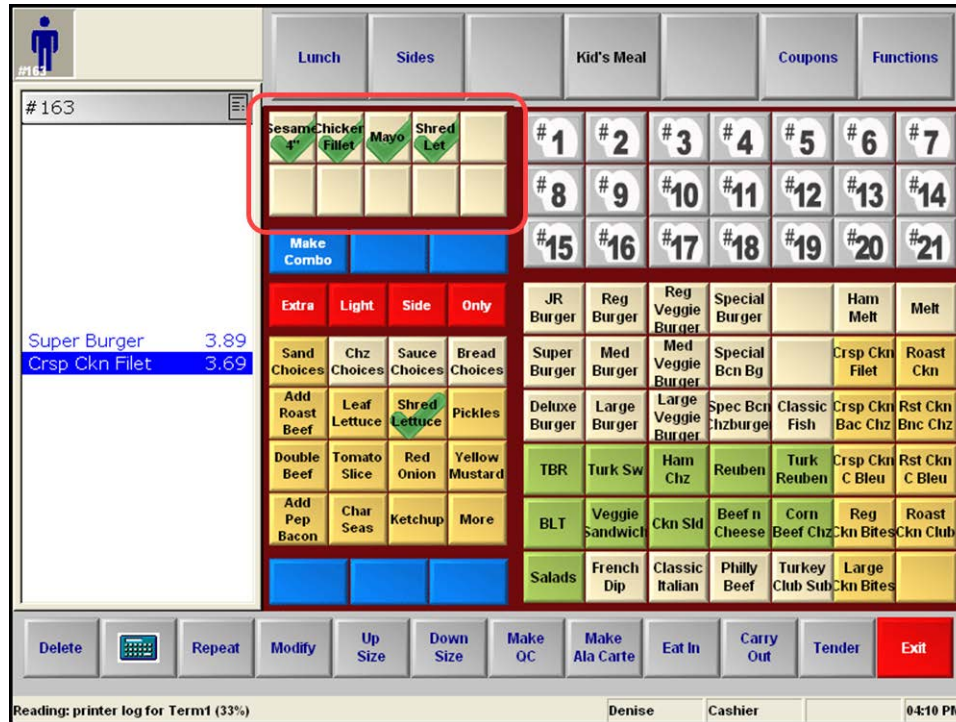 #163
Lunch
Sides
Kid's Meal
Coupons
Functions
#163
Super Burger 3.89
Crsp Ckn Filet 3.69
Sesame
4"
Chicken
Fillet
Mayo
Shred
Let
Make
Combo
Extra
Light
Side
Only
Sand
Choices
Chz
Choices
Sauce
Choices
Bread
Choices
Add
Roast
Beef
Leaf
Lettuce
Shred
Lettuce
Pickles
Double
Beef
Tomato
Slice
Red
Onion
Yellow
Mustard
Add
Pep
Bacon
Char
Seas
Ketchup
More
#1 #2 #3 #4 #5 #6 #7
#8 #9 #10 #11 #12 #13 #14
#15 #16 #17 #18 #19 #20 #21
JR
Burger
Reg
Burger
Reg
Veggie
Burger
Special
Burger
Ham
Melt
Melt
Super
Burger
Med
Burger
Med
Veggie
Burger
Special
Bcn Bg
Crsp Ckn
Filet
Roast
Ckn
Deluxe
Burger
Large
Burger
Large
Veggie
Burger
Spec Bcn
Chzburge
Classic
Fish
Crsp Ckn
Bac Chz
Rst Ckn
Bnc Chz
TBR
Turk Sw
Ham
Chz
Reuben
Turk
Reuben
Crsp Ckn
C Bleu
Rst Ckn
C Bleu
BLT
Veggie
Sandwich
Ckn Sld
Beef n
Cheese
Corn
Beef Chz
Reg
Ckn Bites
Roast
Ckn Club
Salads
French
Dip
Classic
Italian
Philly
Beef
Turkey
Club Sub
Large
Ckn Bites
Delete
Repeat
Modify
Up
Size
Down
Size
Make
QC
Make
Ala Carte
Eat In
Carry
Out
Tender
Exit
Reading: printer log for Term1 (33%)
Denise
Cashier
04:10 PM